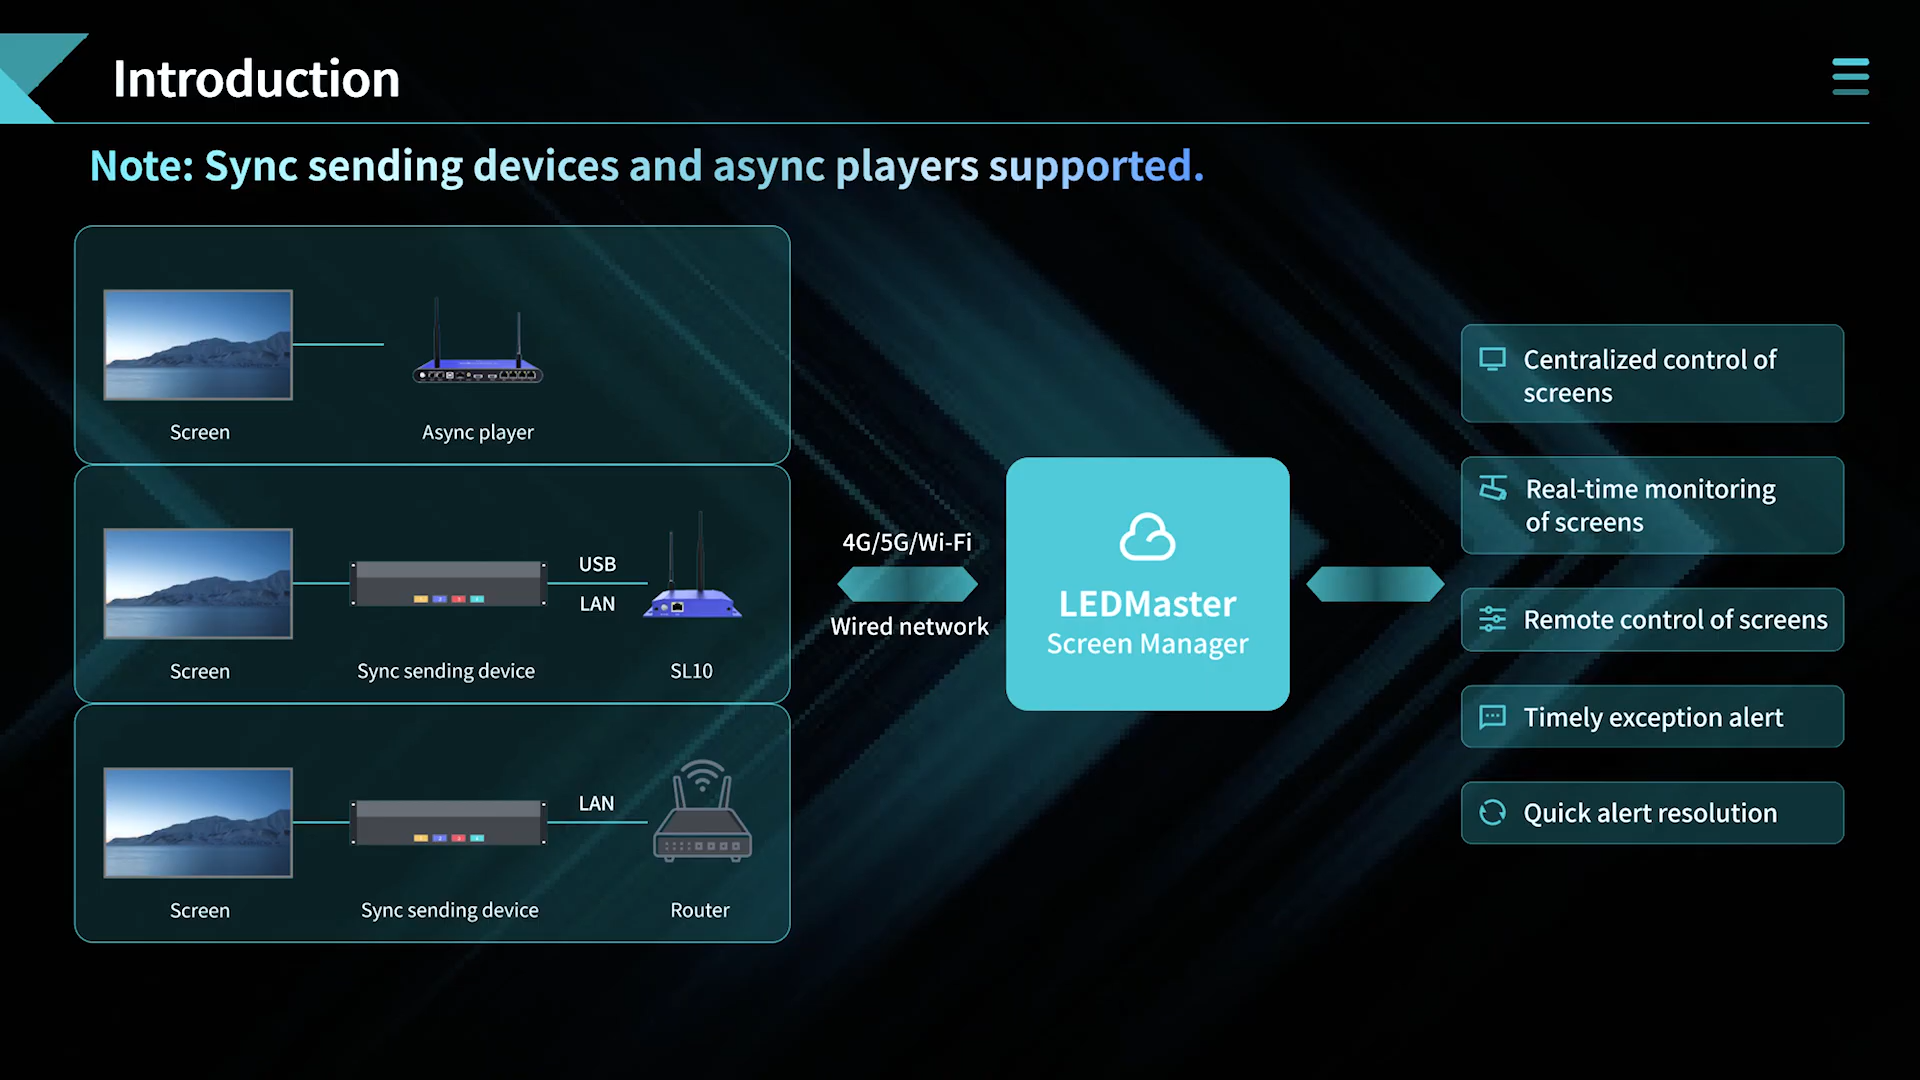 Introduction
Note: Sync sending devices and async players supported.
Screen
Async player
USB
LAN
Screen
Sync sending device
SL10
LAN
Screen
Sync sending device
Router
4G/5G/Wi-Fi
Wired network
LEDMaster
Screen Manager
Centralized control of
screens
Real-time monitoring
of screens
Remote control of screens
Timely exception alert
Quick alert resolution